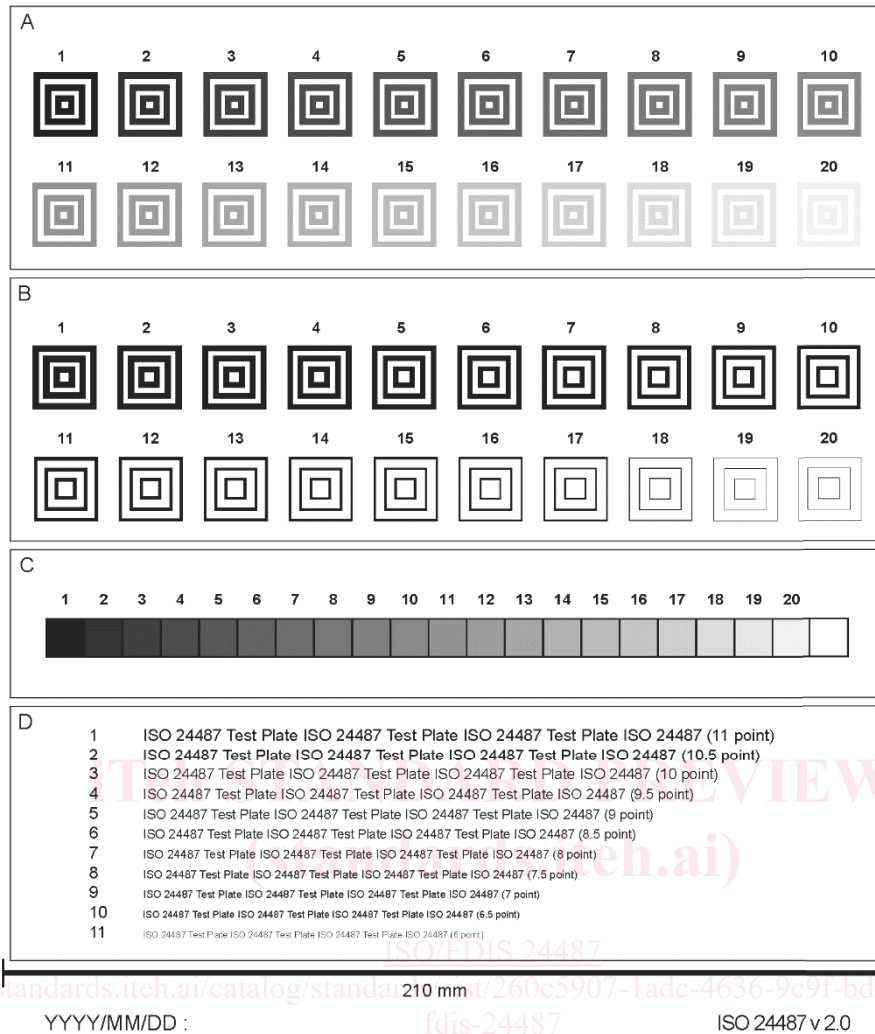 A
1 2 3 4 5 6 7 8 9 10
11 12 13 14 15 16 17 18 19 20
B
1 2 3 4 5 6 7 8 9 10
11 12 13 14 15 16 17 18 19 20
C
1 2 3 4 5 6 7 8 9 10 11 12 13 14 15 16 17 18 19 20
D
1 ISO 24487 Test Plate ISO 24487 Test Plate ISO 24487 Test Plate ISO 24487 (11 point)
2 ISO 24487 Test Plate ISO 24487 Test Plate ISO 24487 Test Plate ISO 24487 (10.5 point)
3 ISO 24487 Test Plate ISO 24487 Test Plate ISO 24487 Test Plate ISO 24487 (10 point)
4 ISO 24487 Test Plate ISO 24487 Test Plate ISO 24487 Test Plate ISO 24487 (9.5 point)
5 ISO 24487 Test Plate ISO 24487 Test Plate ISO 24487 Test Plate ISO 24487 (9 point)
6 ISO 24487 Test Plate ISO 24487 Test Plate ISO 24487 Test Plate ISO 24487 (8.5 point)
7 ISO 24487 Test Plate ISO 24487 Test Plate ISO 24487 Test Plate ISO 24487 (8 point)
8 ISO 24487 Test Plate ISO 24487 Test Plate ISO 24487 Test Plate ISO 24487 (7.5 point)
9 ISO 24487 Test Plate ISO 24487 Test Plate ISO 24487 Test Plate ISO 24487 (7 point)
10 ISO 24487 Test Plate ISO 24487 Test Plate ISO 24487 Test Plate ISO 24487 (6.5 point)
11 ISO 24487 Test Plate ISO 24487 Test Plate ISO 24487 Test Plate ISO 24487 (6 point)
iTeh STANDARD PREVIEW
(standards.iteh.ai)
ISO/FDIS 24487
210 mm
standards.iteh.ai/catalog/standards/sist/260c5907-1adc-4636-9c9f-bd
fdis-24487
YYYY/MM/DD : ISO 24487 v 2.0